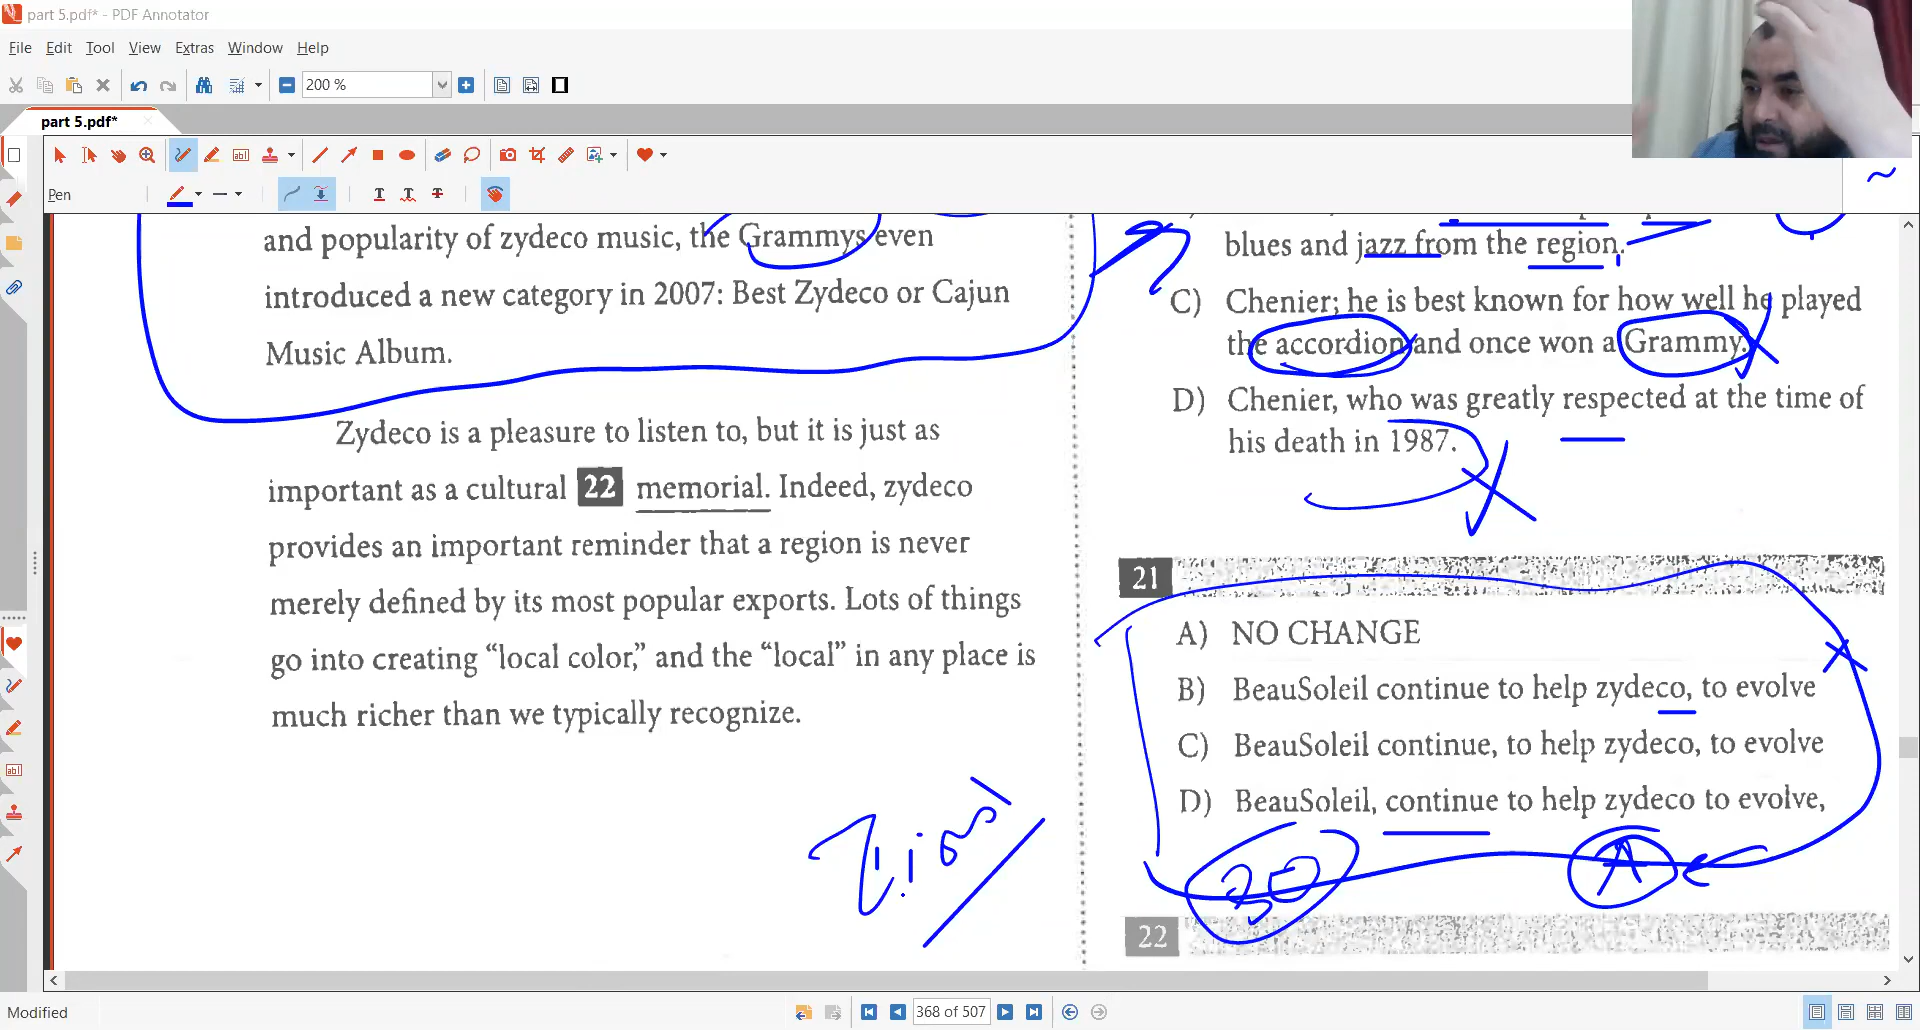 part 5.pdf* - PDF Annotator
File Edit Tool View Extras Window Help
200 %
part 5.pdf*
Pen
and popularity of zydeco music, the Grammys even
introduced a new category in 2007: Best Zydeco or Cajun
Music Album.
Zydeco is a pleasure to listen to, but it is just as
important as a cultural 22 memorial. Indeed, zydeco
provides an important reminder that a region is never
merely defined by its most popular exports. Lots of things
go into creating “local color,” and the “local” in any place is
much richer than we typically recognize.
blues and jazz from the region.
C) Chenier; he is best known for how well he played
the accordion and once won a Grammy.
D) Chenier, who was greatly respected at the time of
his death in 1987.
21
A) NO CHANGE
B) BeauSoleil continue to help zydeco, to evolve
C) BeauSoleil continue, to help zydeco, to evolve
D) BeauSoleil, continue to help zydeco to evolve,
A
22
Modified
368 of 507